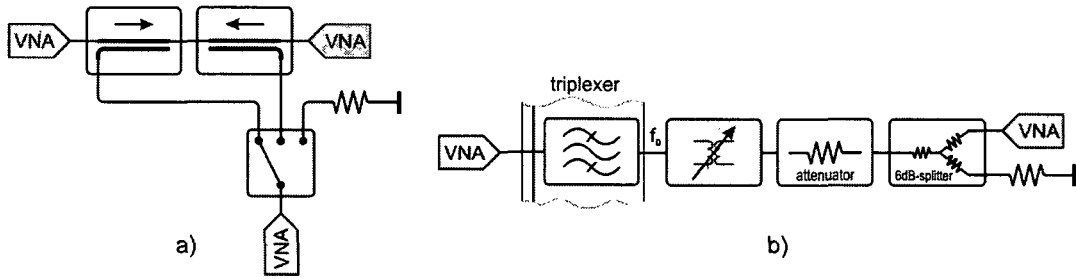 VNA
VNA
VNA
a)
triplexer
VNA
f₀
attenuator
6dB-splitter
VNA
b)